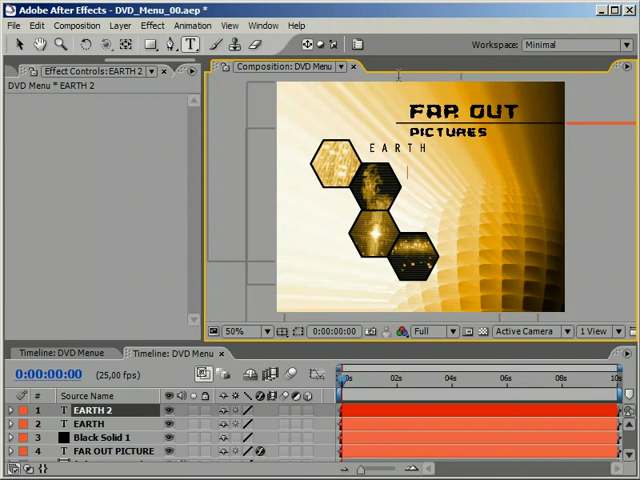 Adobe After Effects - DVD_Menu_00.aep *
File Edit Composition Layer Effect Animation View Window Help
T Workspace: Minimal
Effect Controls: EARTH 2
Composition: DVD Menu
DVD Menu * EARTH 2
FAR OUT
PICTURES
EARTH
50% 0:00:00:00 Full Active Camera 1 View
Timeline: DVD Menue Timeline: DVD Menu
0:00:00:00 (25,00 fps)
0s 02s 04s 06s 08s 10s
# Source Name
1 T EARTH 2
2 T EARTH
3 Black Solid 1
4 T FAR OUT PICTURE